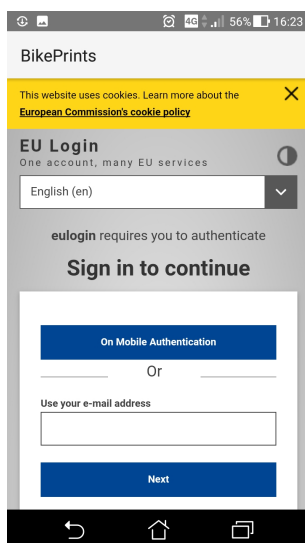 4G 56% 16:23
BikePrints
This website uses cookies. Learn more about the
European Commission's cookie policy
EU Login
One account, many EU services
English (en)
eulogin requires you to authenticate
Sign in to continue
On Mobile Authentication
Or
Use your e-mail address
Next